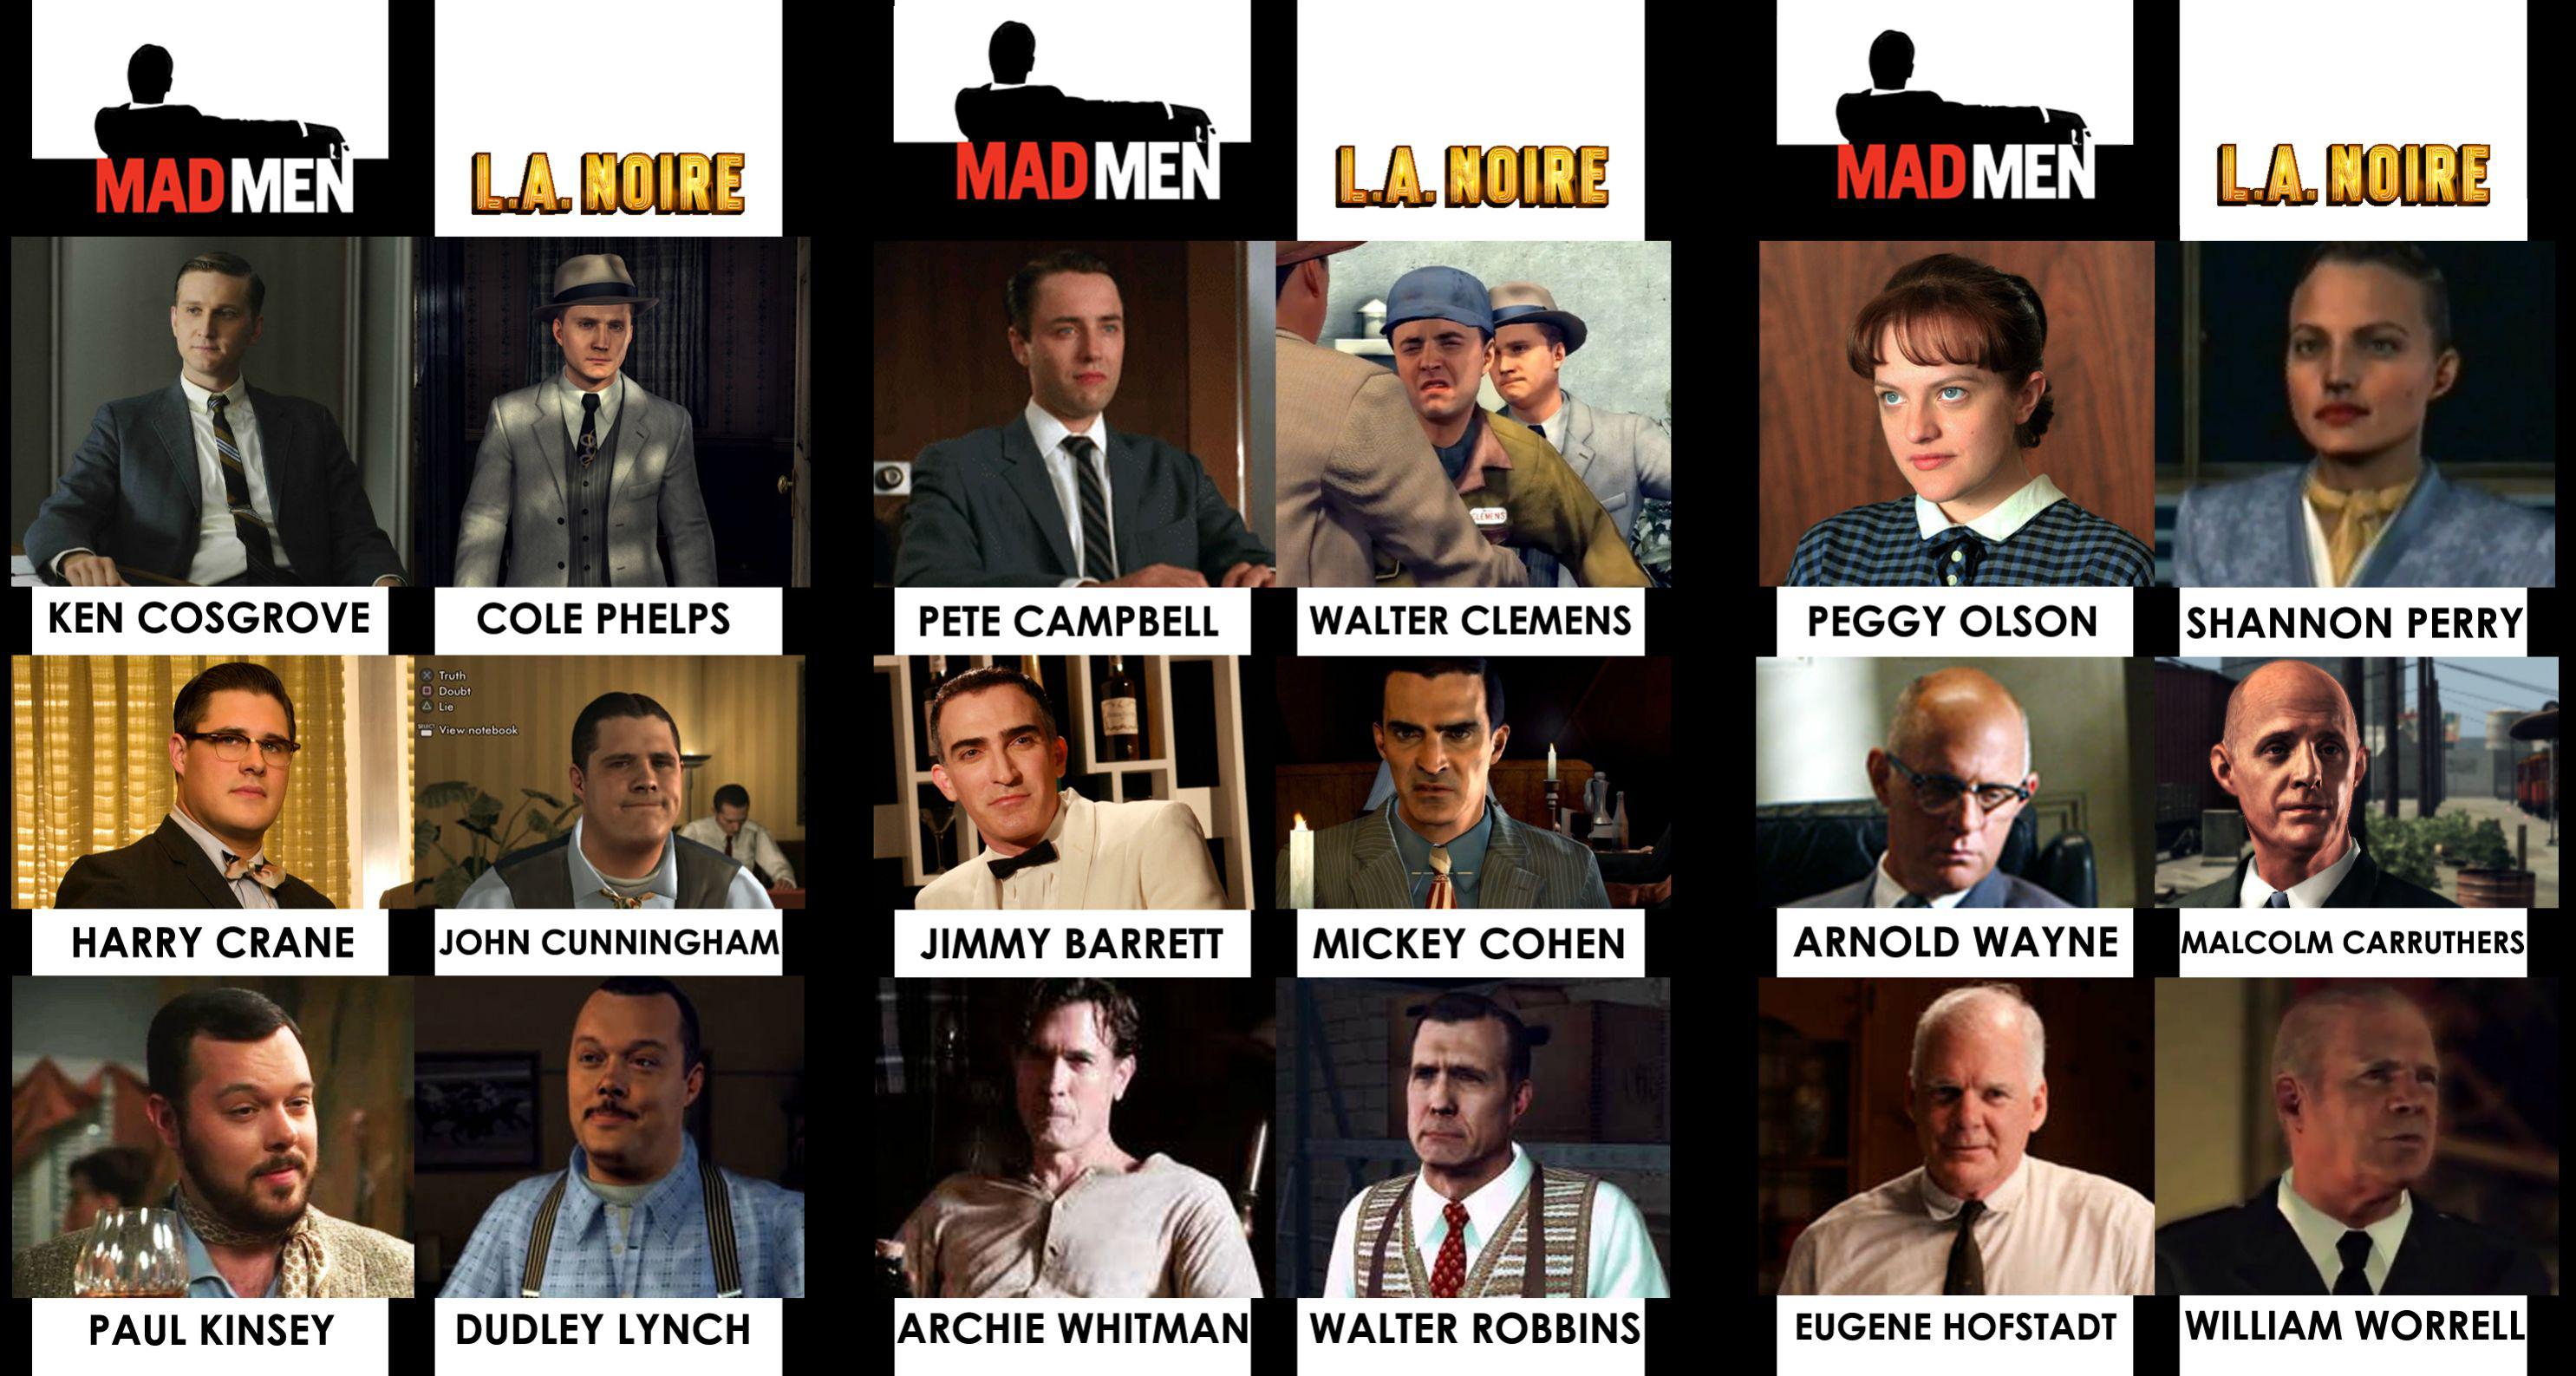 MAD MEN
L.A. NOIRE
MAD MEN
L.A. NOIRE
MAD MEN
L.A. NOIRE
CLEMENS
KEN COSGROVE
COLE PHELPS
PETE CAMPBELL
WALTER CLEMENS
PEGGY OLSON
SHANNON PERRY
Truth
Doubt
Lie
SELECT
View notebook
HARRY CRANE
JOHN CUNNINGHAM
JIMMY BARRETT
MICKEY COHEN
ARNOLD WAYNE
MALCOLM CARRUTHERS
PAUL KINSEY
DUDLEY LYNCH
ARCHIE WHITMAN
WALTER ROBBINS
EUGENE HOFSTADT
WILLIAM WORRELL